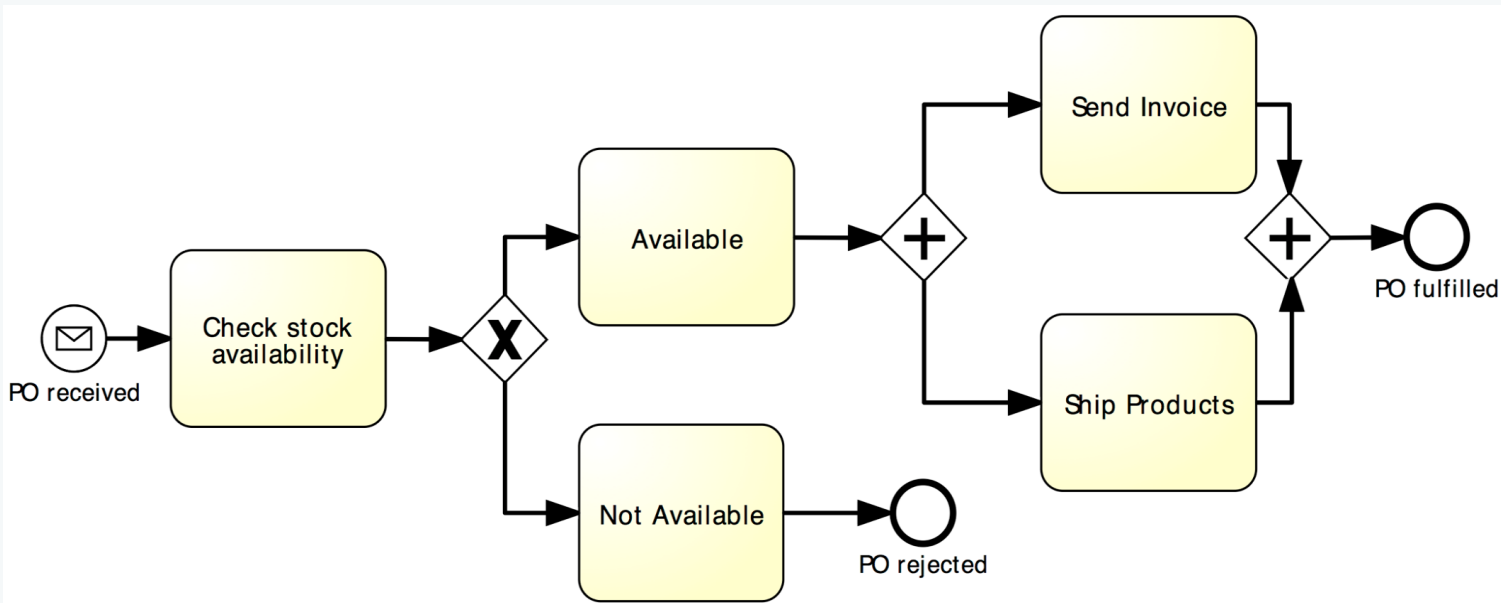 PO received
Check stock
availability
X
Available
Not Available
PO rejected
Send Invoice
Ship Products
PO fulfilled